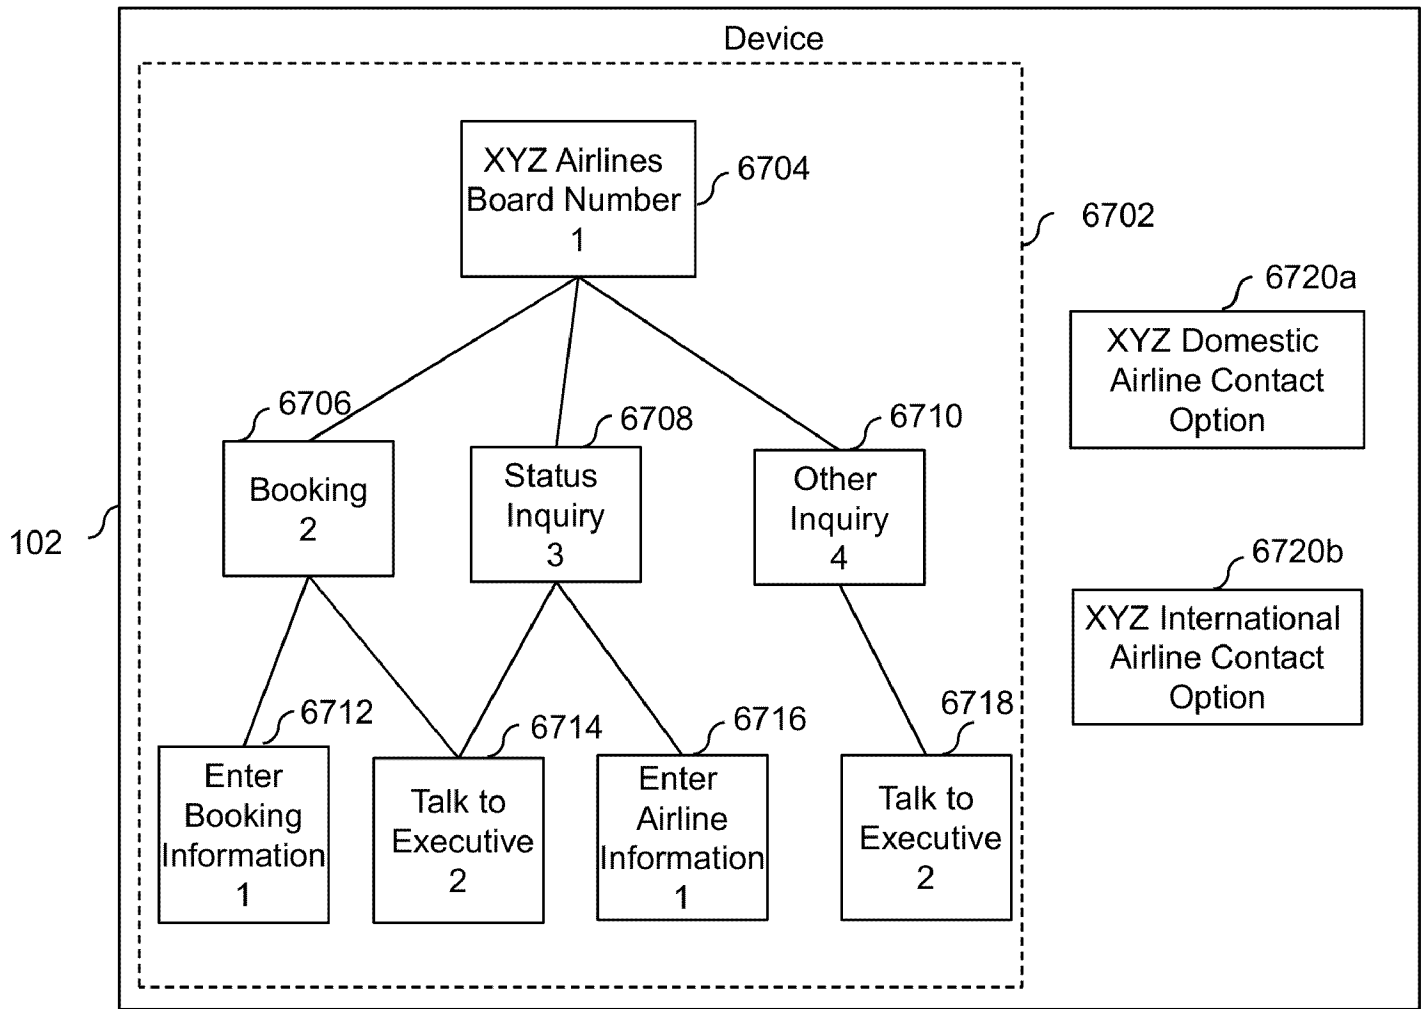 Device
XYZ Airlines
Board Number
1
6704
6702
6720a
XYZ Domestic
Airline Contact
Option
6706
Booking
2
6708
Status
Inquiry
3
6710
Other
Inquiry
4
102
6720b
XYZ International
Airline Contact
Option
6712
Enter
Booking
Information
1
6714
Talk to
Executive
2
6716
Enter
Airline
Information
1
6718
Talk to
Executive
2